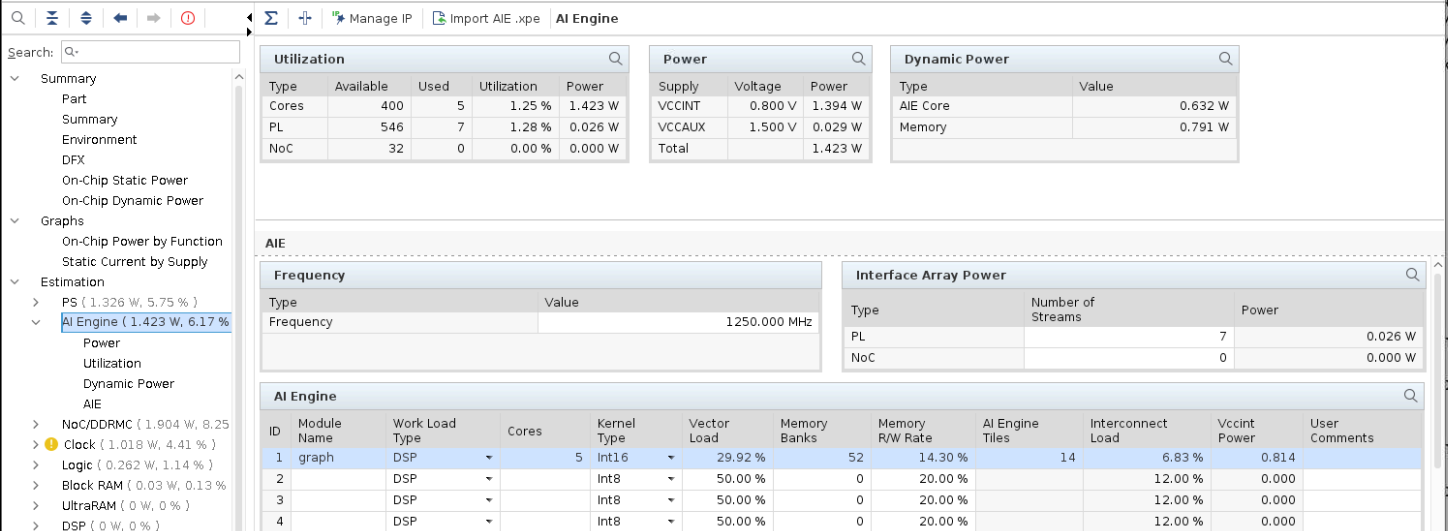 Manage IP Import AIE .xpe AI Engine
Search:
Summary
Part
Summary
Environment
DFX
On-Chip Static Power
On-Chip Dynamic Power
Graphs
On-Chip Power by Function
Static Current by Supply
Estimation
PS ( 1.326 W, 5.75 % )
AI Engine ( 1.423 W, 6.17 %
Power
Utilization
Dynamic Power
AIE
NoC/DDRMC ( 1.904 W, 8.25
Clock ( 1.018 W, 4.41 % )
Logic ( 0.262 W, 1.14 % )
Block RAM ( 0.03 W, 0.13 %
UltraRAM ( 0 W, 0 % )
DSP ( 0 W, 0 % )
Utilization
Type Available Used Utilization Power
Cores 400 5 1.25 % 1.423 W
PL 546 7 1.28 % 0.026 W
NoC 32 0 0.00 % 0.000 W
Power
Supply Voltage Power
VCCINT 0.800 V 1.394 W
VCCAUX 1.500 V 0.029 W
Total 1.423 W
Dynamic Power
Type Value
AIE Core 0.632 W
Memory 0.791 W
AIE
Frequency
Type Value
Frequency 1250.000 MHz
Interface Array Power
Type Number of Streams Power
PL 7 0.026 W
NoC 0 0.000 W
AI Engine
ID Module Name Work Load Type Cores Kernel Type Vector Load Memory Banks Memory R/W Rate AI Engine Tiles Interconnect Load Vccint Power User Comments
1 graph DSP 5 Int16 29.92 % 52 14.30 % 14 6.83 % 0.814
2 DSP Int8 50.00 % 0 20.00 % 12.00 % 0.000
3 DSP Int8 50.00 % 0 20.00 % 12.00 % 0.000
4 DSP Int8 50.00 % 0 20.00 % 12.00 % 0.000